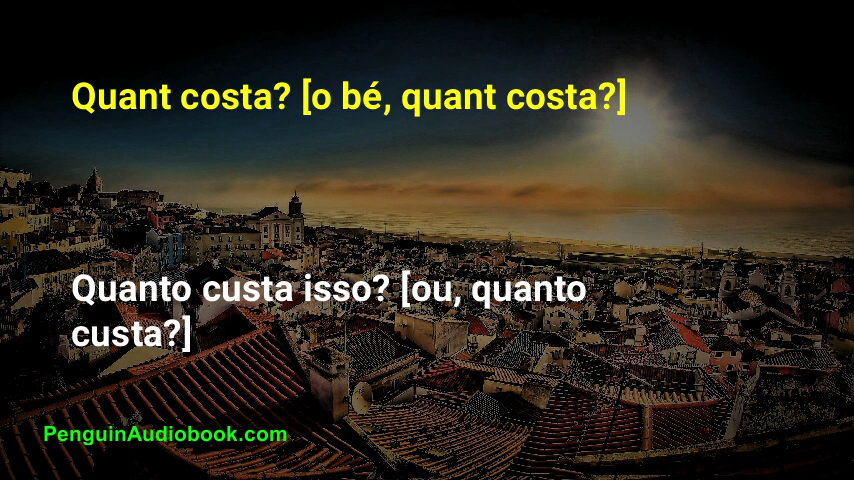 Quant costa? [o bé, quant costa?]
Quanto custa isso? [ou, quanto
custa?]
PenguinAudiobook.com